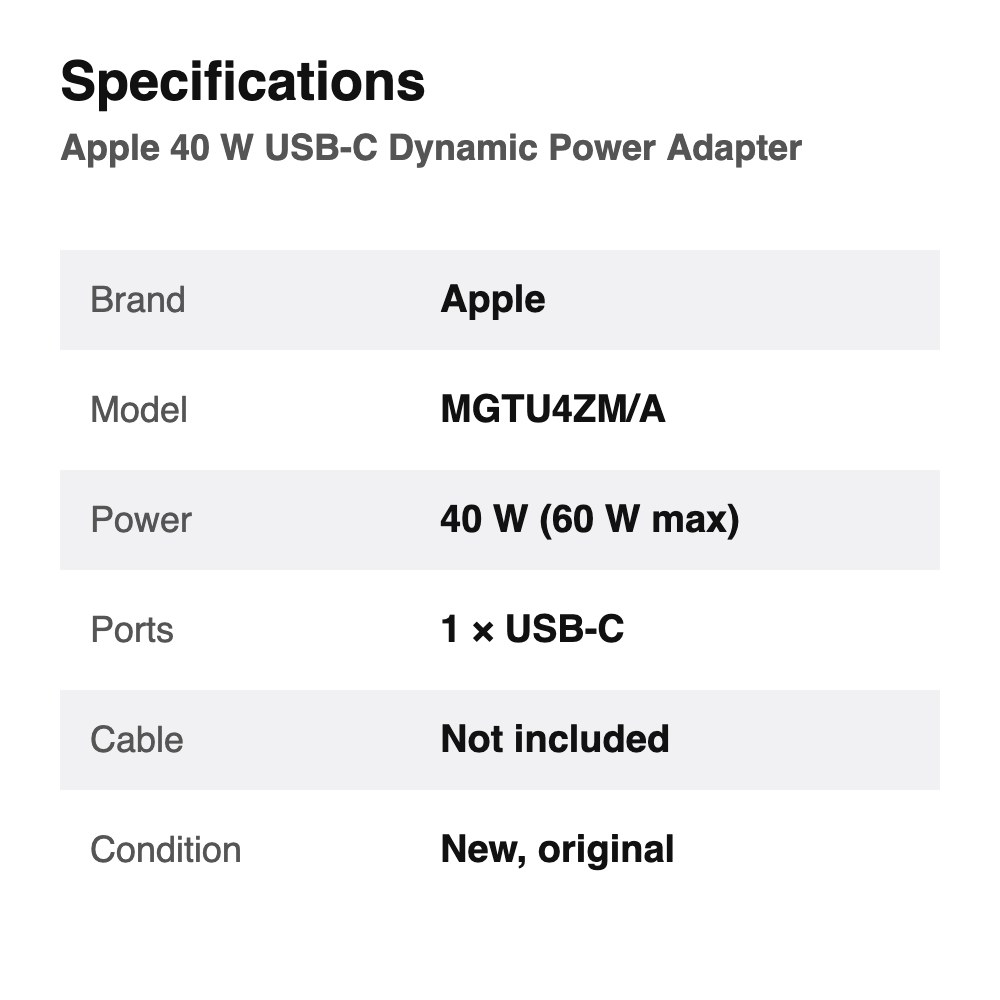 Specifications
Apple 40 W USB-C Dynamic Power Adapter
Brand Apple
Model MGTU4ZM/A
Power 40 W (60 W max)
Ports 1 × USB-C
Cable Not included
Condition New, original